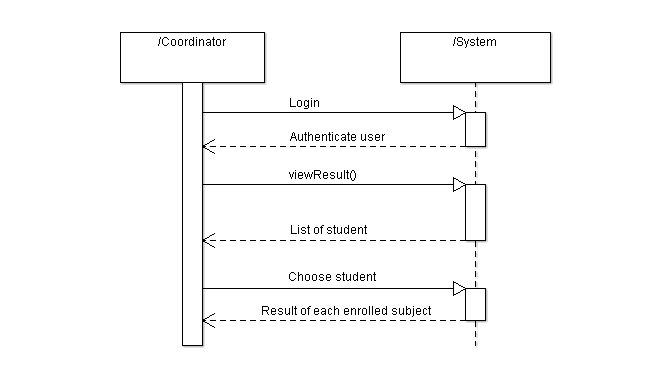 /Coordinator
/System
Login
Authenticate user
viewResult()
List of student
Choose student
Result of each enrolled subject